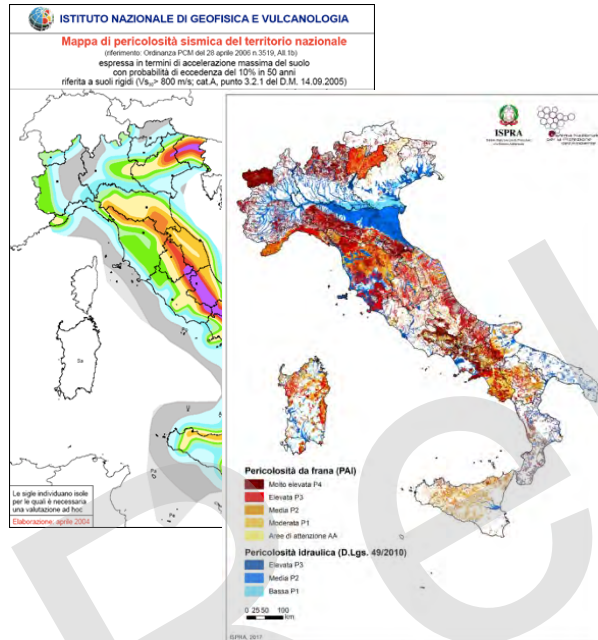 ISTITUTO NAZIONALE DI GEOFISICA E VULCANOLOGIA
Mappa di pericolosità sismica del territorio nazionale
(riferimento: Ordinanza PCM del 28 aprile 2006 n.3519, All.1b)
espressa in termini di accelerazione massima del suolo
con probabilità di eccedenza del 10% in 50 anni
riferita a suoli rigidi (Vs30> 800 m/s; cat.A, punto 3.2.1 del D.M. 14.09.2005)
ISPRA
Le sigle individuano isole
per le quali è necessaria
una valutazione ad hoc
Elaborazione: aprile 2004
Pericolosità da frana (PAI)
Molto elevata P4
Elevata P3
Media P2
Moderata P1
Aree di attenzione AA
Pericolosità idraulica (D.Lgs. 49/2010)
Elevata P3
Media P2
Bassa P1
0 25 50 100
km
ISPRA, 2017